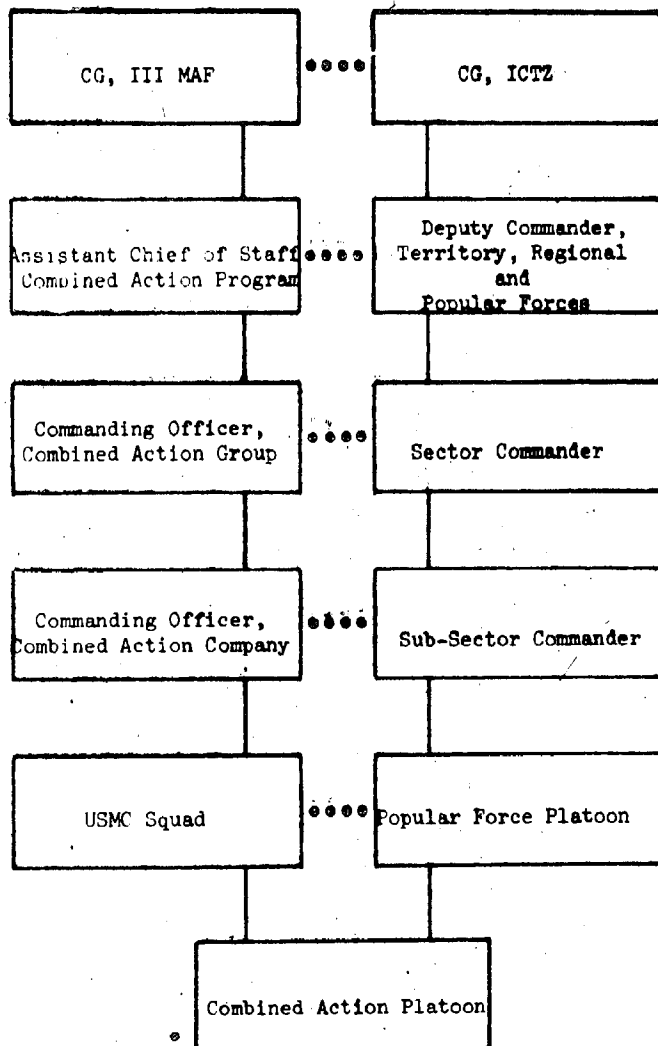 CG, III MAF
CG, ICTZ
Assistant Chief of Staff
Combined Action Program
Deputy Commander,
Territory, Regional
and
Popular Forces
Commanding Officer,
Combined Action Group
Sector Commander
Commanding Officer,
Combined Action Company
Sub-Sector Commander
USMC Squad
Popular Force Platoon
Combined Action Platoon